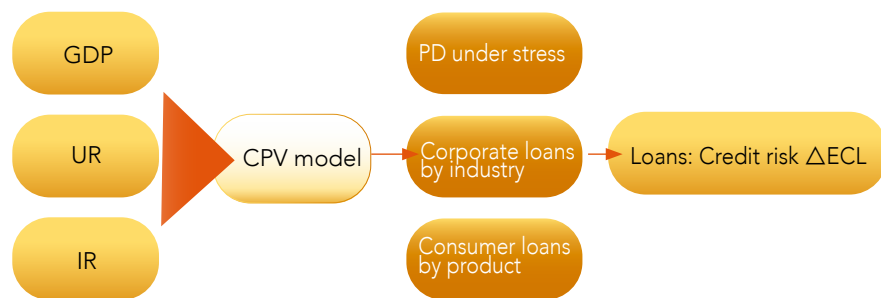 GDP
UR
IR
CPV model
PD under stress
Corporate loans
by industry
Consumer loans
by product
Loans: Credit risk △ECL